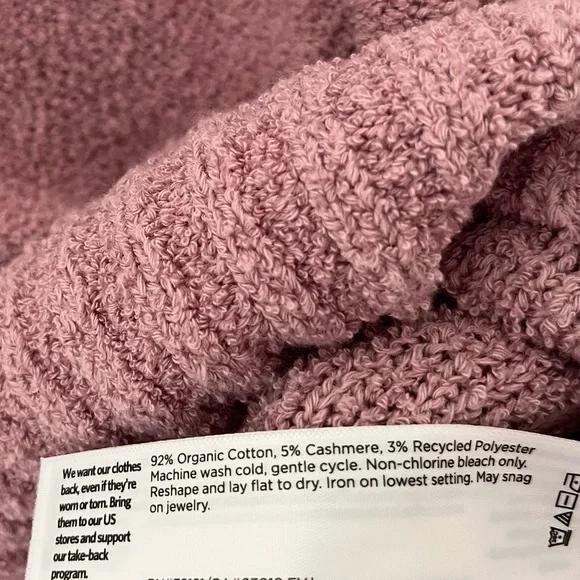 We want our clothes
back, even if they're
worn or torn. Bring
them to our US
stores and support
our take-back
program.
92% Organic Cotton, 5% Cashmere, 3% Recycled Polyester
Machine wash cold, gentle cycle. Non-chlorine bleach only.
Reshape and lay flat to dry. Iron on lowest setting. May snag
on jewelry.